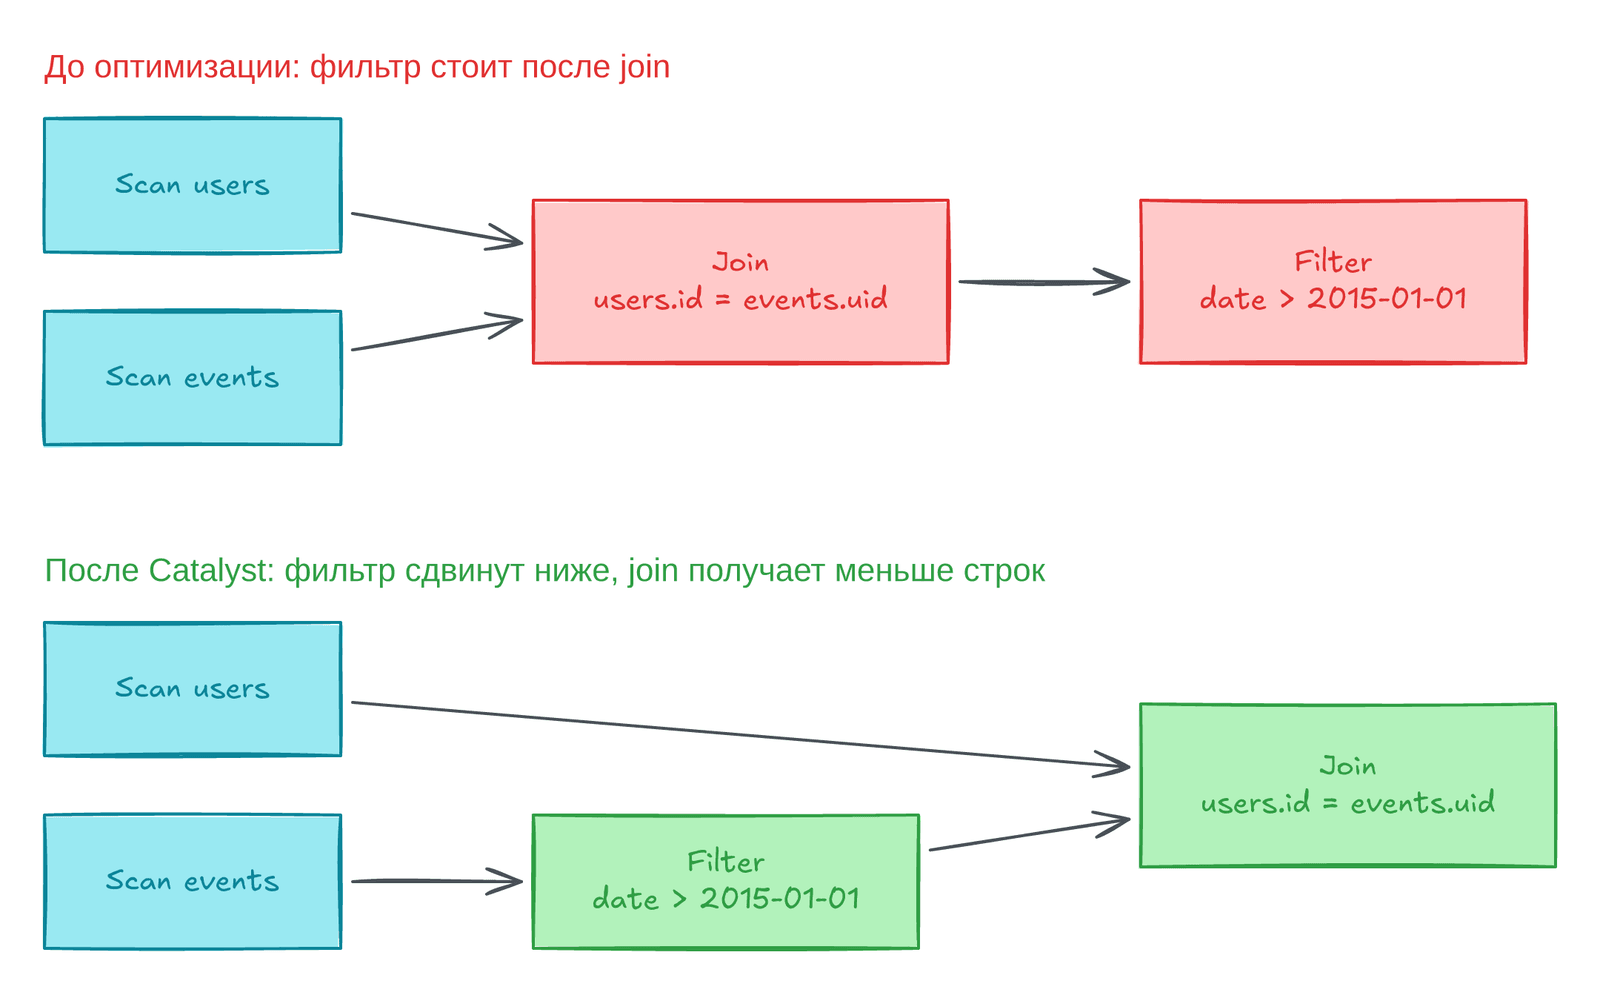 До оптимизации: фильтр стоит после join
Scan users
Scan events
Join
users.id = events.uid
Filter
date > 2015-01-01
После Catalyst: фильтр сдвинут ниже, join получает меньше строк
Scan users
Scan events
Filter
date > 2015-01-01
Join
users.id = events.uid